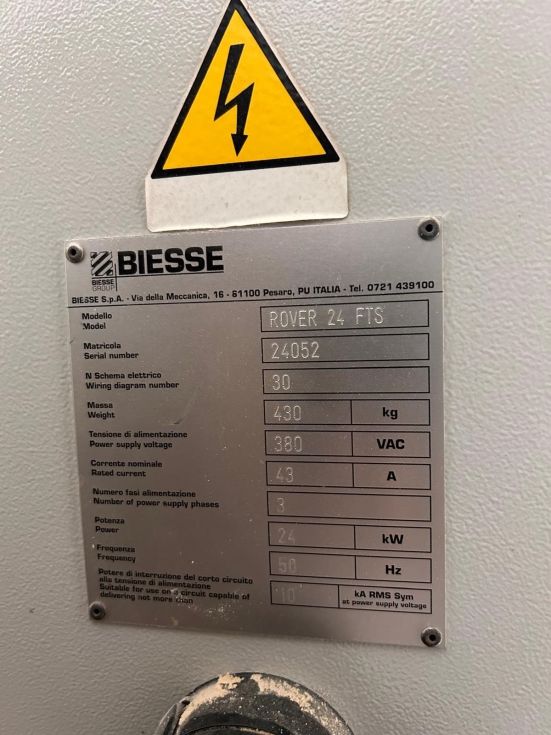 BIESSE
BIESSE
GROUP
BIESSE S.p.A. - Via della Meccanica, 16 - 61100 Pesaro, PU ITALIA - Tel. 0721 439100
Modello
Model
ROVER 24 FTS
Matricola
Serial number
24052
N Schema elettrico
Wiring diagram number
30
Massa
Weight
430 kg
Tensione di alimentazione
Power supply voltage
380 VAC
Corrente nominale
Rated current
43 A
Numero fasi alimentazione
Number of power supply phases
3
Potenza
Power
24 kW
Frequenza
Frequency
50 Hz
Potere di interruzione del corto circuito
alla tensione di alimentazione
Suitable for use on a circuit capable of
delivering not more than
10 kA RMS Sym
at power supply voltage